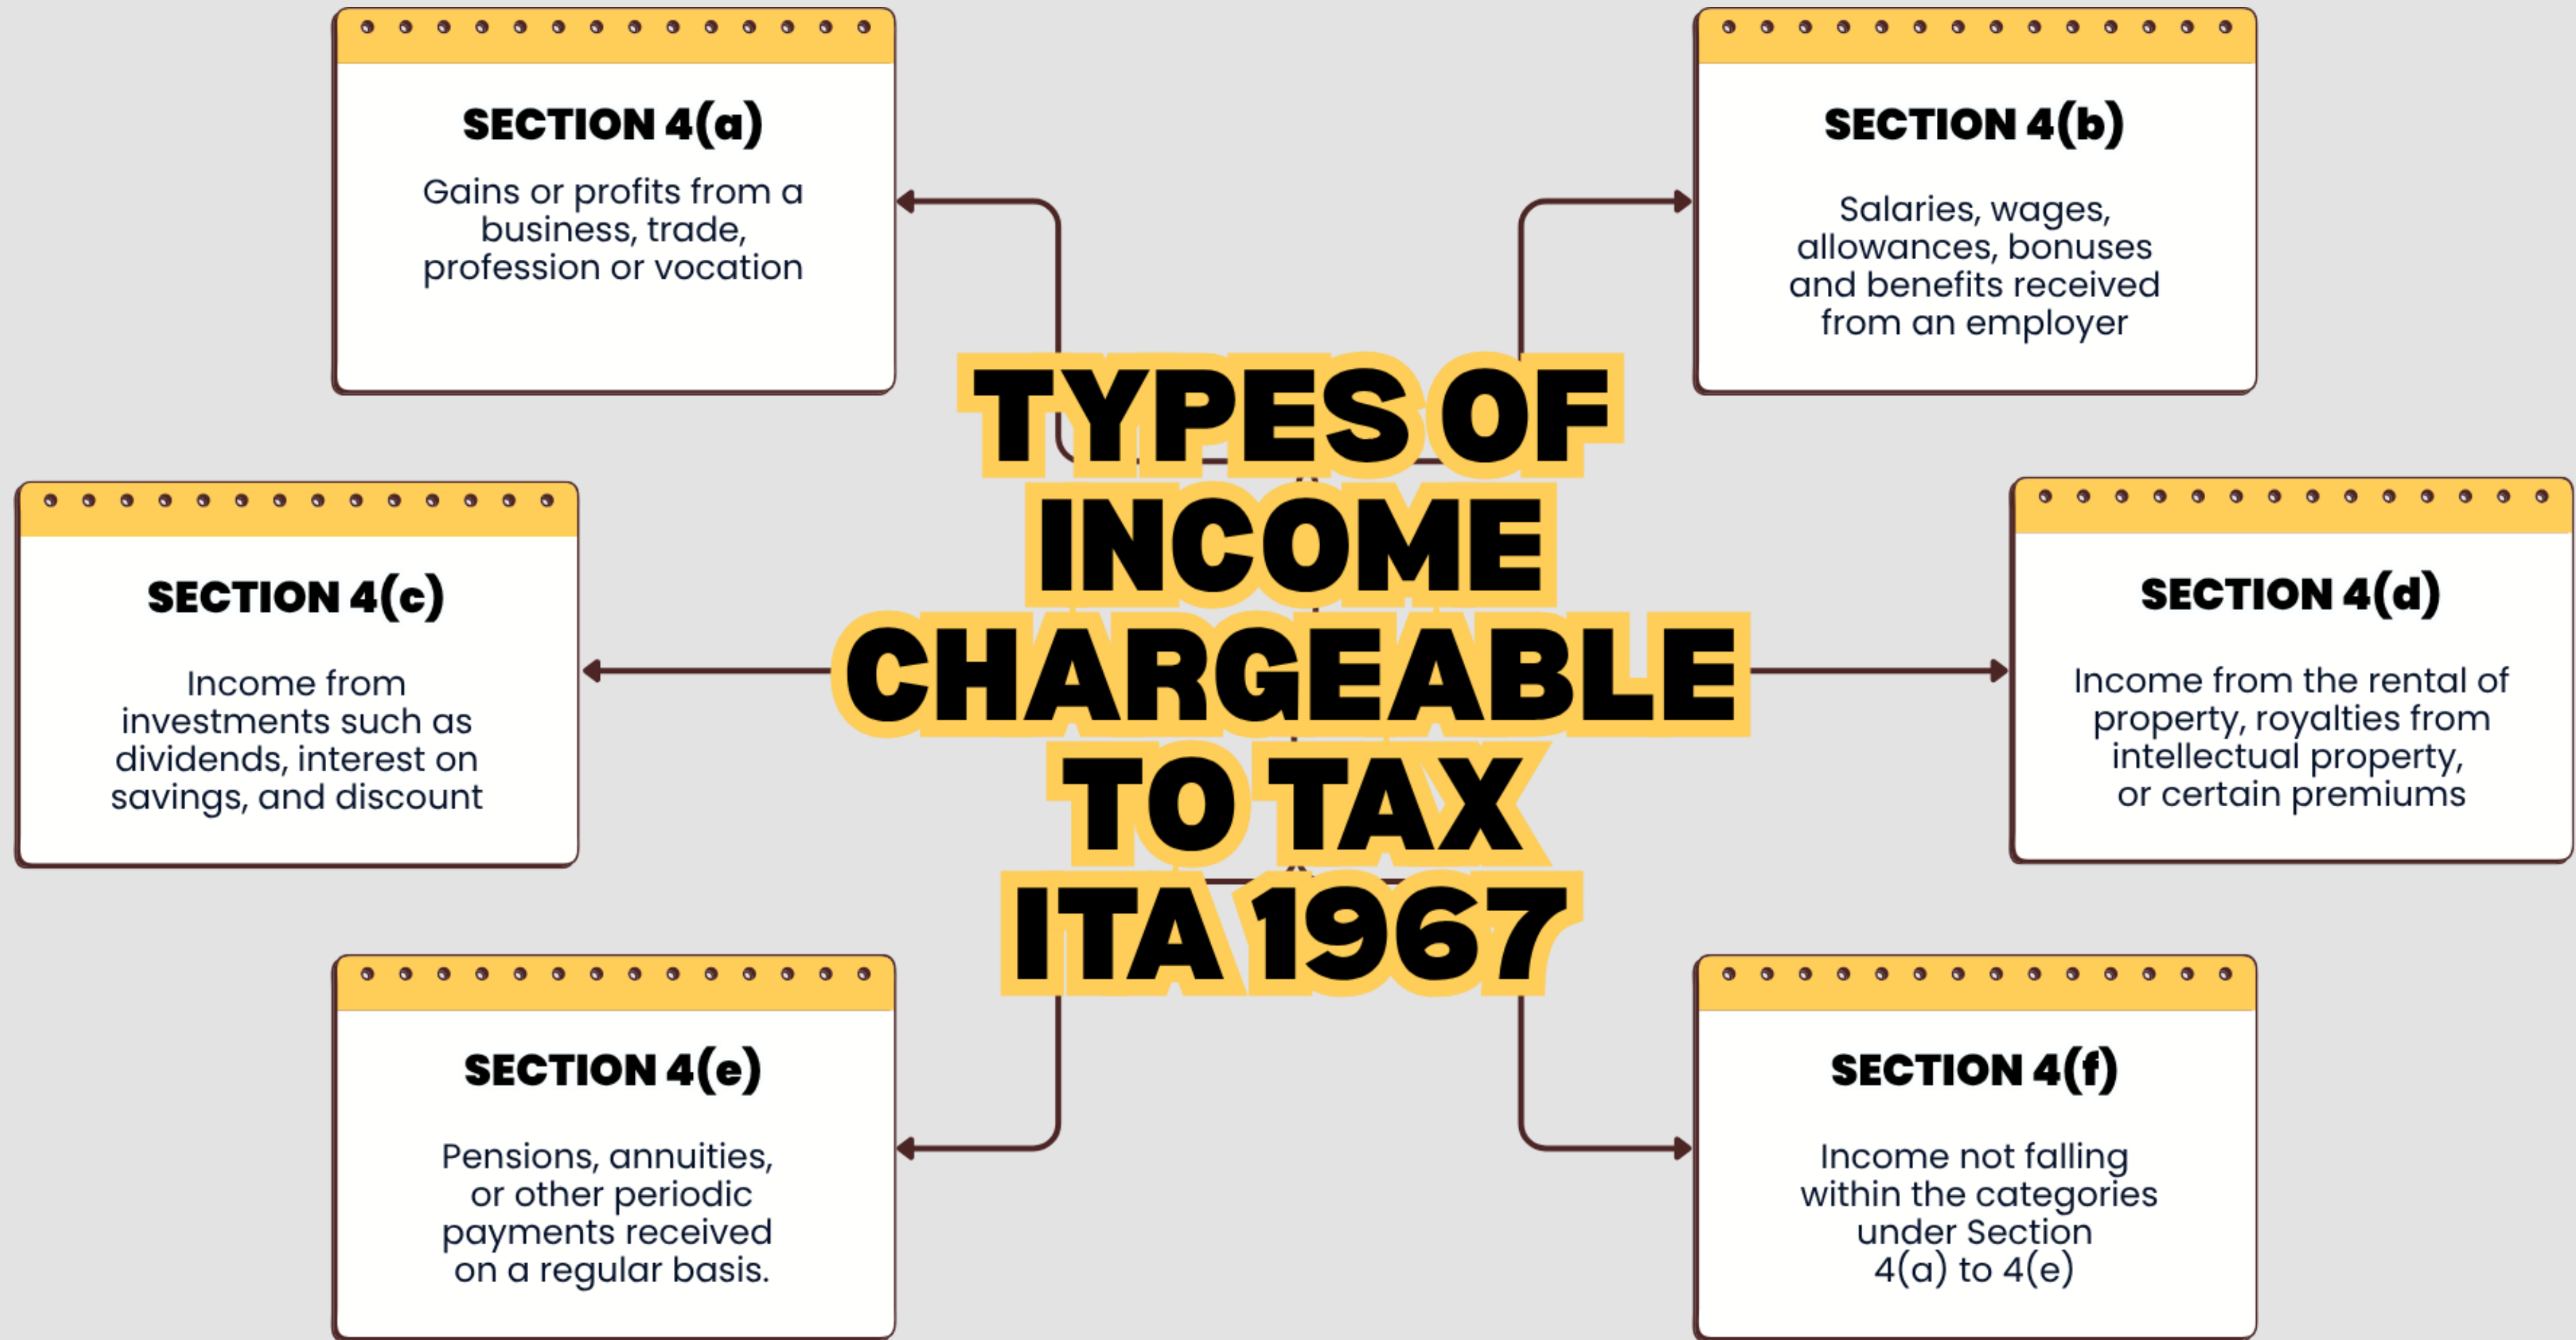 SECTION 4(a)
Gains or profits from a
business, trade,
profession or vocation
SECTION 4(b)
Salaries, wages,
allowances, bonuses
and benefits received
from an employer
TYPES OF
INCOME
CHARGEABLE
TO TAX
ITA 1967
SECTION 4(c)
Income from
investments such as
dividends, interest on
savings, and discount
SECTION 4(d)
Income from the rental of
property, royalties from
intellectual property,
or certain premiums
SECTION 4(e)
Pensions, annuities,
or other periodic
payments received
on a regular basis.
SECTION 4(f)
Income not falling
within the categories
under Section
4(a) to 4(e)